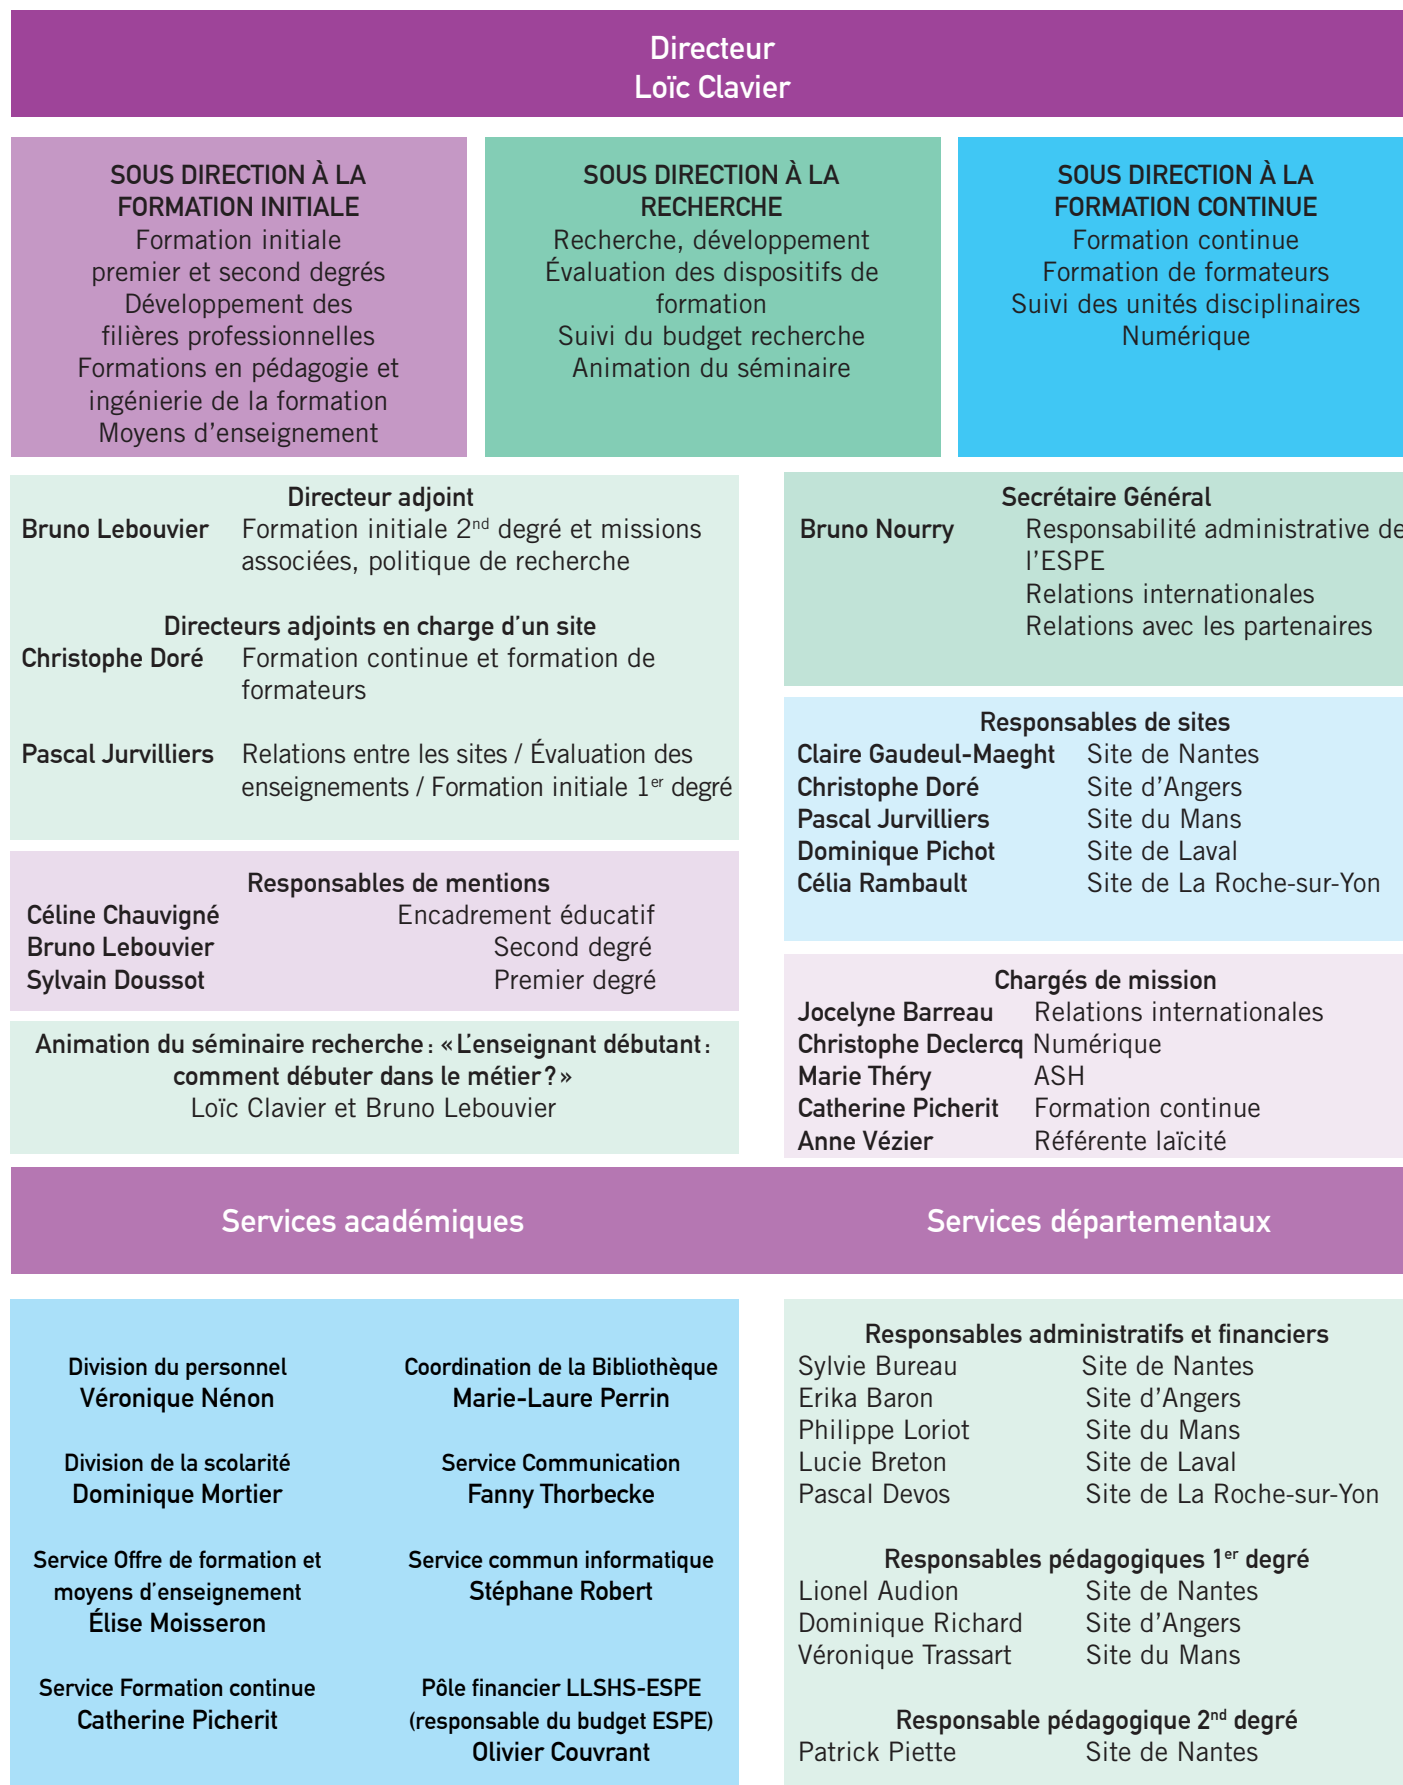 Directeur
Loïc Clavier
SOUS DIRECTION À LA
FORMATION INITIALE
Formation initiale
premier et second degrés
Développement des
filières professionnelles
Formations en pédagogie et
ingénierie de la formation
Moyens d’enseignement
SOUS DIRECTION À LA
RECHERCHE
Recherche, développement
Évaluation des dispositifs de
formation
Suivi du budget recherche
Animation du séminaire
SOUS DIRECTION À LA
FORMATION CONTINUE
Formation continue
Formation de formateurs
Suivi des unités disciplinaires
Numérique
Directeur adjoint
Bruno Lebouvier Formation initiale 2nd degré et missions
associées, politique de recherche
Directeurs adjoints en charge d’un site
Christophe Doré Formation continue et formation de
formateurs
Pascal Jurvilliers Relations entre les sites / Évaluation des
enseignements / Formation initiale 1er degré
Responsables de mentions
Céline Chauvigné Encadrement éducatif
Bruno Lebouvier Second degré
Sylvain Doussot Premier degré
Animation du séminaire recherche : « L’enseignant débutant :
comment débuter dans le métier ? »
Loïc Clavier et Bruno Lebouvier
Secrétaire Général
Bruno Nourry Responsabilité administrative de
l’ESPE
Relations internationales
Relations avec les partenaires
Responsables de sites
Claire Gaudeul-Maeght Site de Nantes
Christophe Doré Site d’Angers
Pascal Jurvilliers Site du Mans
Dominique Pichot Site de Laval
Célia Rambault Site de La Roche-sur-Yon
Chargés de mission
Jocelyne Barreau Relations internationales
Christophe Declercq Numérique
Marie Théry ASH
Catherine Picherit Formation continue
Anne Vézier Référente laïcité
Services académiques
Services départementaux
Division du personnel
Véronique Nénon
Division de la scolarité
Dominique Mortier
Service Offre de formation et
moyens d’enseignement
Élise Moisseron
Service Formation continue
Catherine Picherit
Coordination de la Bibliothèque
Marie-Laure Perrin
Service Communication
Fanny Thorbecke
Service commun informatique
Stéphane Robert
Pôle financier LLSHS-ESPE
(responsable du budget ESPE)
Olivier Couvrant
Responsables administratifs et financiers
Sylvie Bureau Site de Nantes
Erika Baron Site d’Angers
Philippe Loriot Site du Mans
Lucie Breton Site de Laval
Pascal Devos Site de La Roche-sur-Yon
Responsables pédagogiques 1er degré
Lionel Audion Site de Nantes
Dominique Richard Site d’Angers
Véronique Trassart Site du Mans
Responsable pédagogique 2nd degré
Patrick Piette Site de Nantes